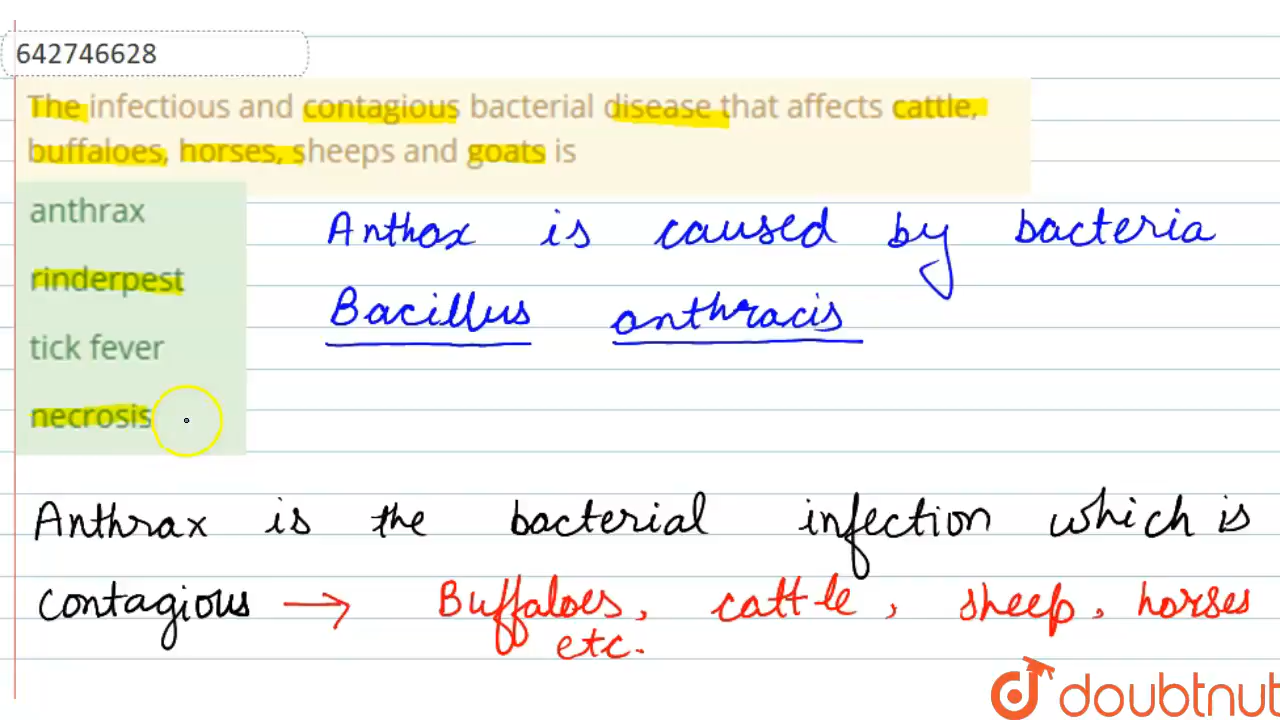 642746628
The infectious and contagious bacterial disease that affects cattle,
buffaloes, horses, sheeps and goats is
anthrax
rinderpest
tick fever
necrosis
Anthox is caused by bacteria
Bacillus anthracis
Anthrax is the bacterial infection which is
contagious → Buffaloes, cattle, sheep, horses
etc.
doubtnut